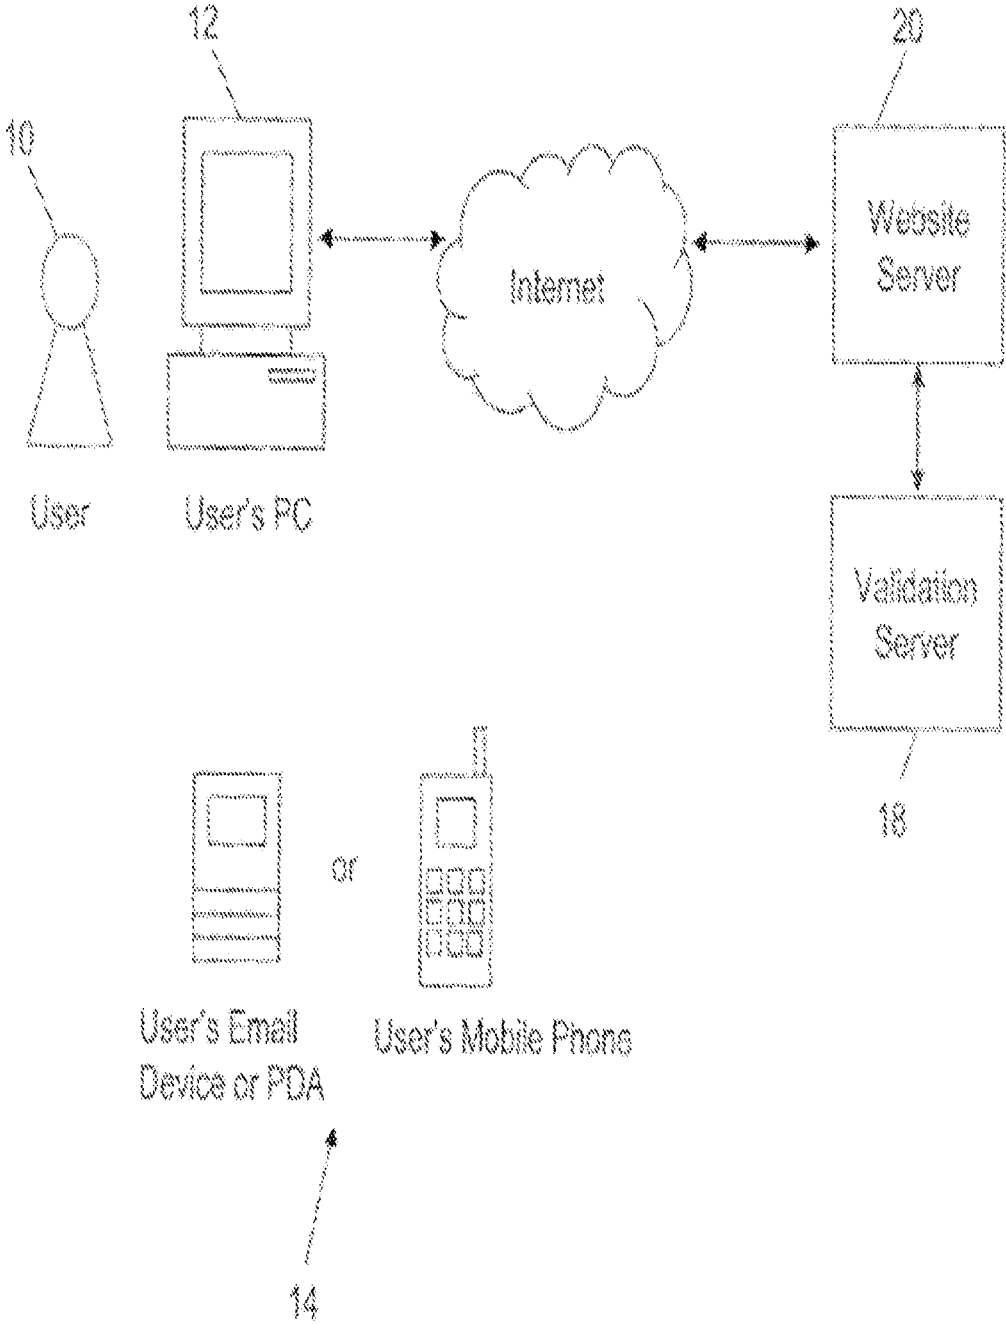 12
20
10
Website
Server
Internet
User
User's PC
Validation
Server
18
or
User's Email
Device or PDA
User's Mobile Phone
14